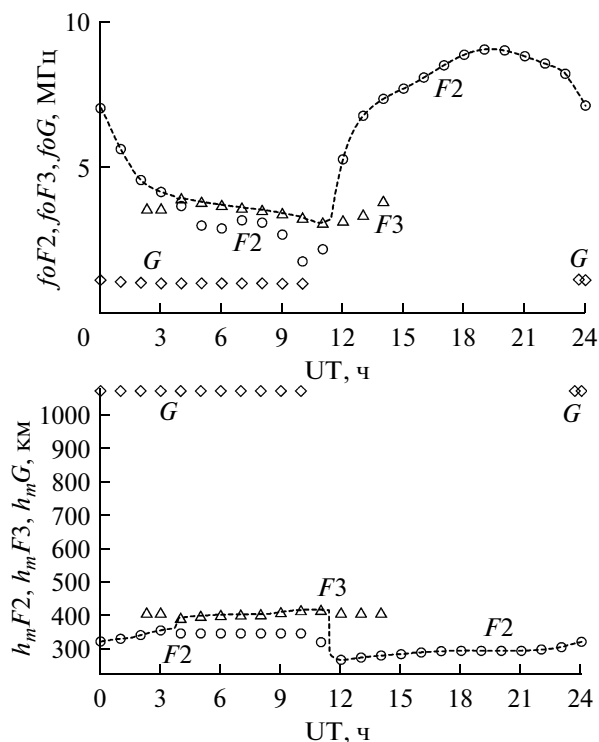 foF2, foF3, foG, МГц
10
5
F2
F2
F3
G
0 3 6 9 12 15 18 21 24
UT, ч
h_mF2, h_mF3, h_mG, км
1000
900
800
700
600
500
400
300
G
G
F3
F2
F2
0 3 6 9 12 15 18 21 24
UT, ч